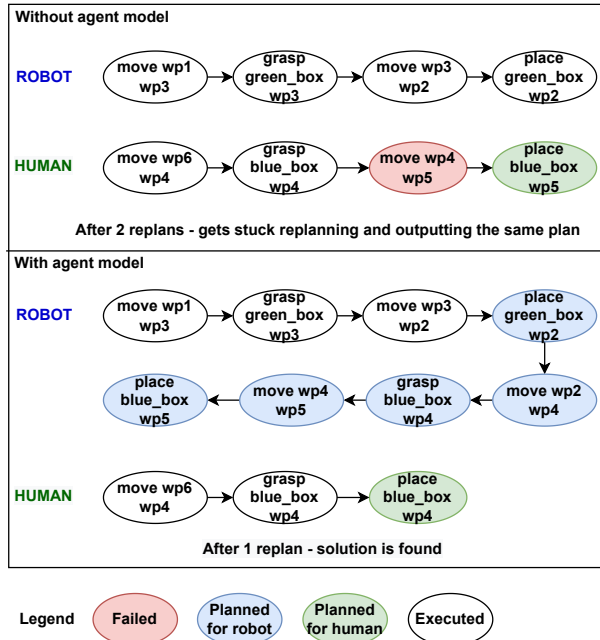 Without agent model
ROBOT
move wp1
wp3
grasp
green_box
wp3
move wp3
wp2
place
green_box
wp2
HUMAN
move wp6
wp4
grasp
blue_box
wp4
move wp4
wp5
place
blue_box
wp5
After 2 replans - gets stuck replanning and outputting the same plan
With agent model
ROBOT
move wp1
wp3
grasp
green_box
wp3
move wp3
wp2
place
green_box
wp2
place
blue_box
wp5
move wp4
wp5
grasp
blue_box
wp4
move wp2
wp4
HUMAN
move wp6
wp4
grasp
blue_box
wp4
place
blue_box
wp4
After 1 replan - solution is found
Legend
Failed
Planned
for robot
Planned
for human
Executed